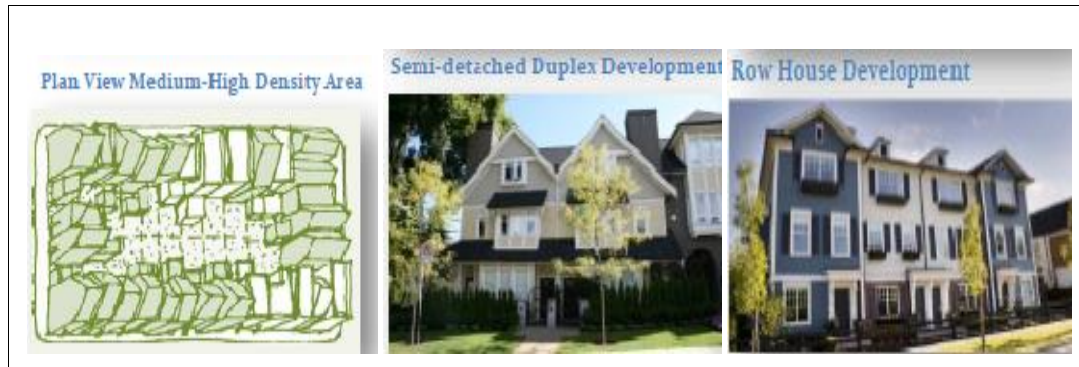 Plan View Medium-High Density Area
Semi-detached Duplex Development
Row House Development